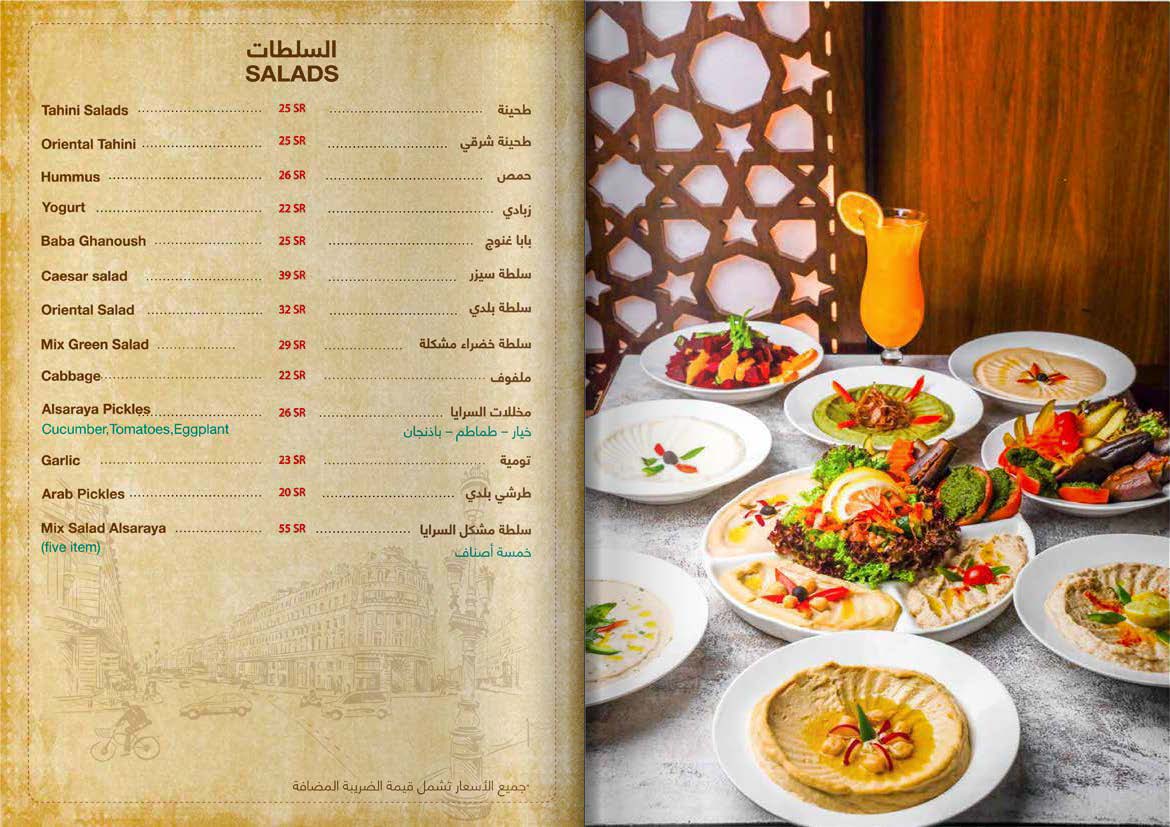 السلطات
SALADS
Tahini Salads 25 SR طحينة
Oriental Tahini 25 SR طحينة شرقي
Hummus 26 SR حمص
Yogurt 22 SR زبادي
Baba Ghanoush 25 SR بابا غنوج
Caesar salad 39 SR سلطة سيزر
Oriental Salad 32 SR سلطة بلدي
Mix Green Salad 29 SR سلطة خضراء مشكلة
Cabbage 22 SR ملفوف
Alsaraya Pickles 26 SR مخللات السرايا
Cucumber,Tomatoes,Eggplant خيار - طماطم - باذنجان
Garlic 23 SR تومية
Arab Pickles 20 SR طرشي بلدي
Mix Salad Alsaraya 55 SR سلطة مشكل السرايا
(five item) خمسة أصناف
جميع الأسعار تشمل قيمة الضريبة المضافة